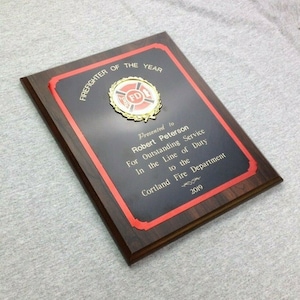 FIREFIGHTER OF THE YEAR
FD
Presented to
Robert Peterson
For Outstanding Service
In the Line of Duty
to the
Cortland Fire Department
2019